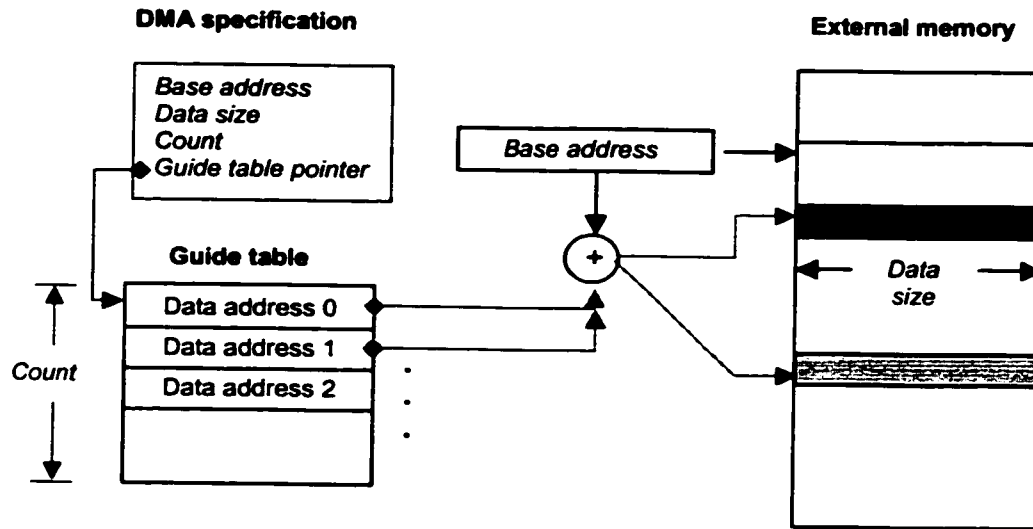 DMA specification
Base address
Data size
Count
Guide table pointer
Guide table
Data address 0
Data address 1
Data address 2
Count
Base address
+
External memory
Data
size